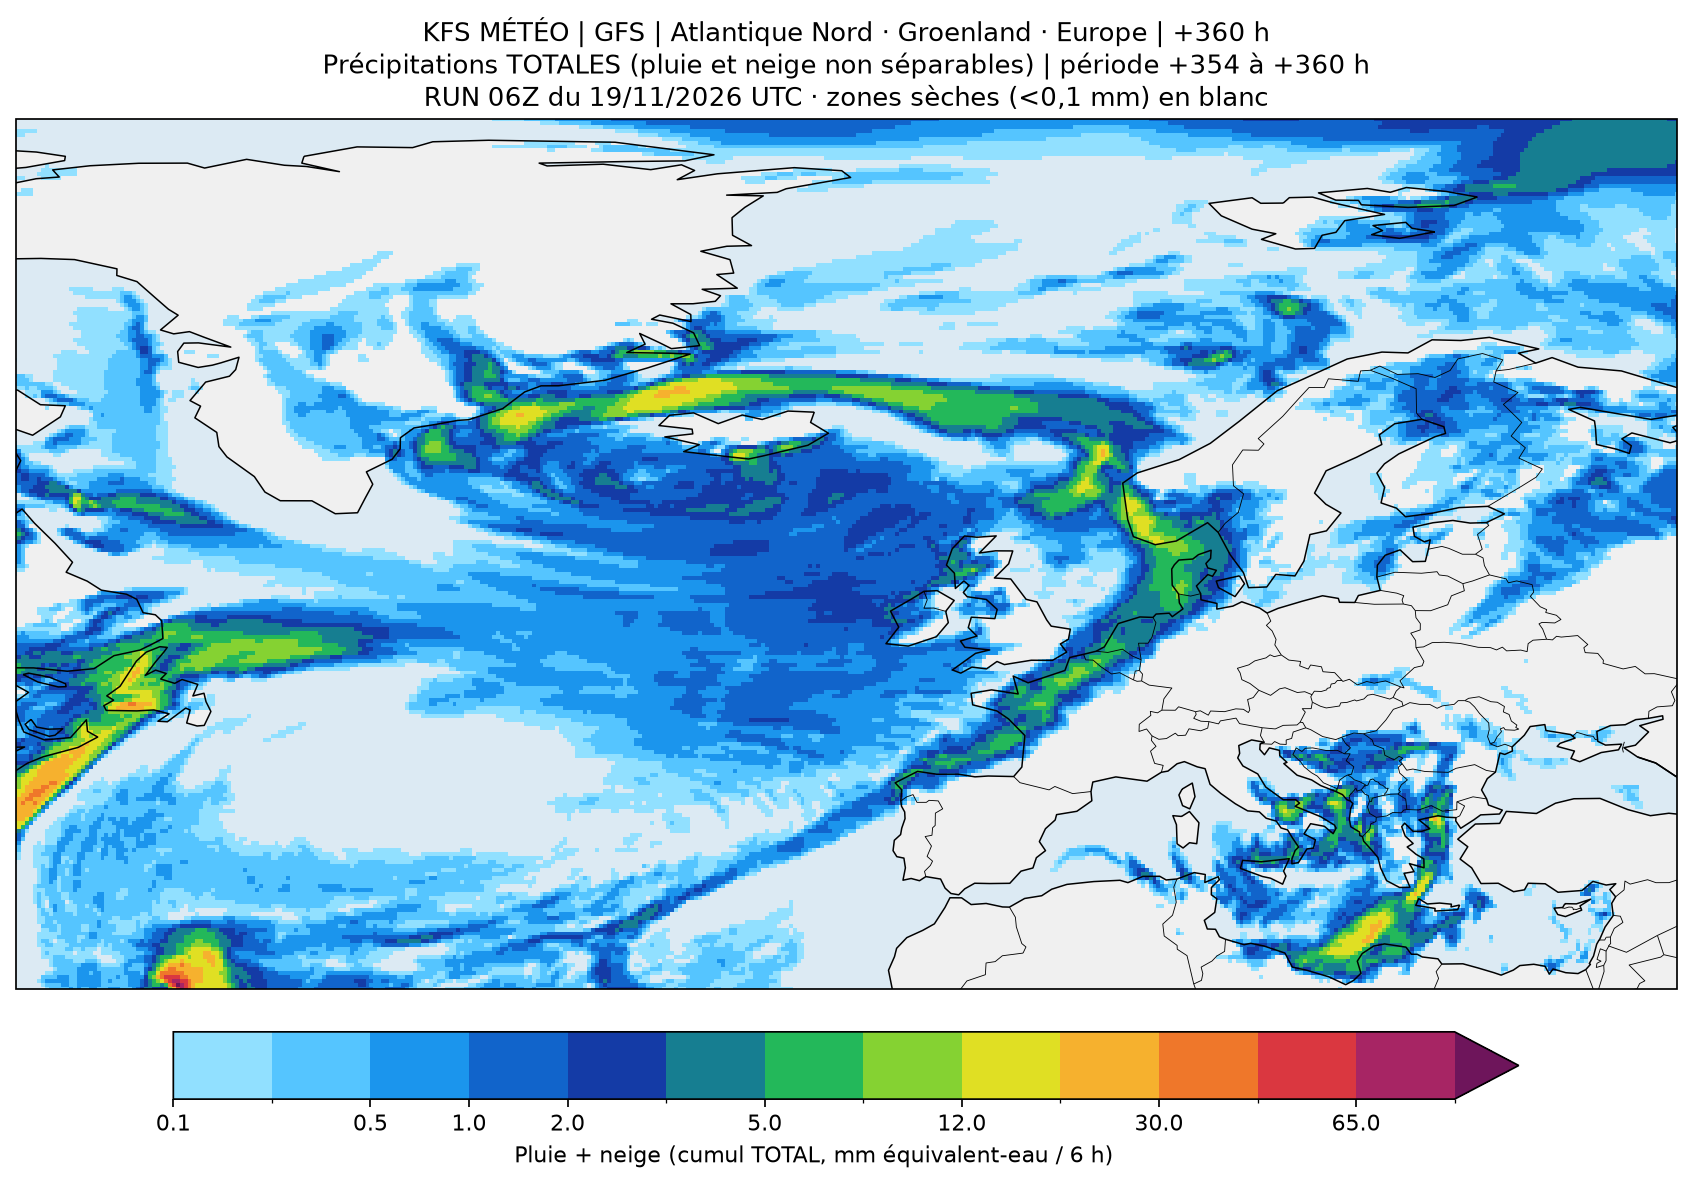 KFS MÉTÉO | GFS | Atlantique Nord · Groenland · Europe | +360 h
Précipitations TOTALES (pluie et neige non séparables) | période +354 à +360 h
RUN 06Z du 19/11/2026 UTC · zones sèches (<0,1 mm) en blanc
0.1 0.5 1.0 2.0 5.0 12.0 30.0 65.0
Pluie + neige (cumul TOTAL, mm équivalent-eau / 6 h)